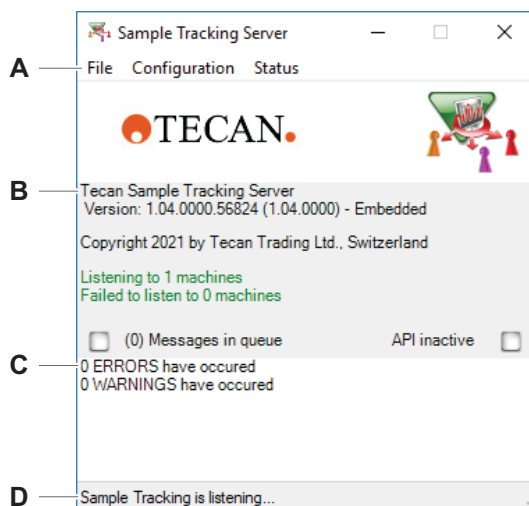 Sample Tracking Server
A
File Configuration Status
TECAN.
B
Tecan Sample Tracking Server
Version: 1.04.0000.56824 (1.04.0000) - Embedded
Copyright 2021 by Tecan Trading Ltd., Switzerland
Listening to 1 machines
Failed to listen to 0 machines
(0) Messages in queue API inactive
C
0 ERRORS have occured
0 WARNINGS have occured
D
Sample Tracking is listening...